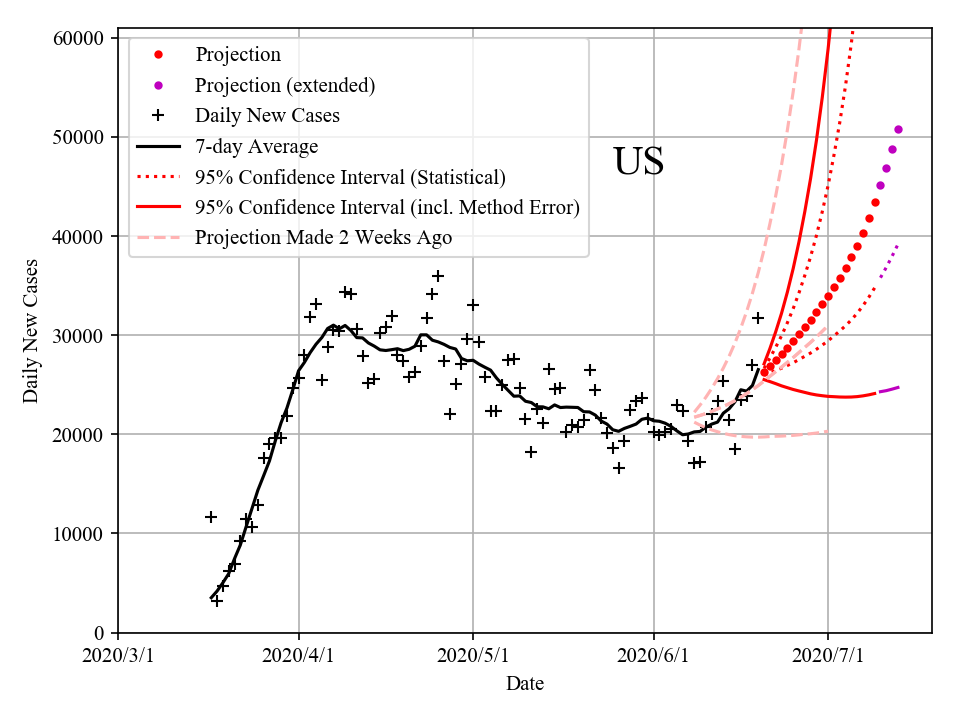 60000
50000
40000
30000
20000
10000
0
Daily New Cases
Projection
Projection (extended)
Daily New Cases
7-day Average
95% Confidence Interval (Statistical)
95% Confidence Interval (incl. Method Error)
Projection Made 2 Weeks Ago
US
2020/3/1 2020/4/1 2020/5/1 2020/6/1 2020/7/1
Date